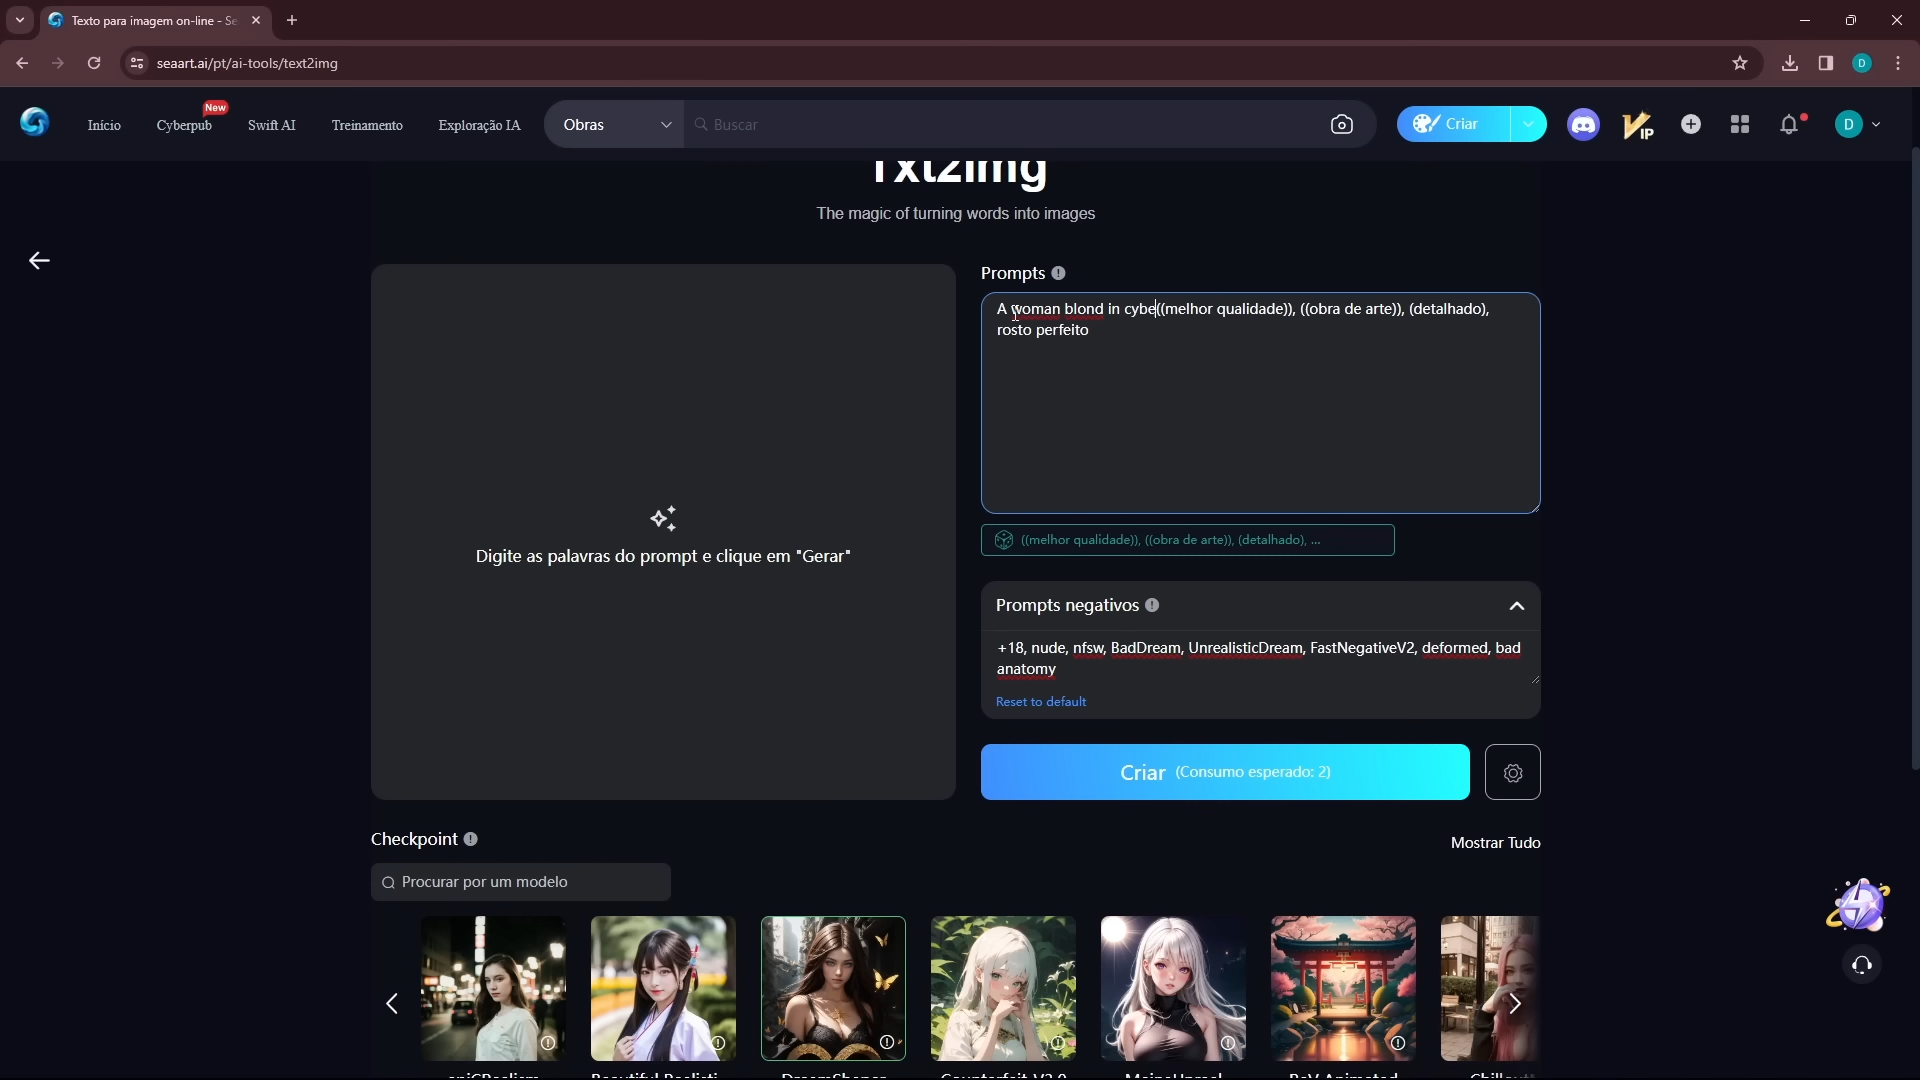 Texto para imagem on-line - Se
seaart.ai/pt/ai-tools/text2img
D
Início
Cyberpub
New
Swift AI
Treinamento
Exploração IA
Obras
Buscar
Criar
VIP
D
Txt2Img
The magic of turning words into images
Prompts
A woman blond in cybe((melhor qualidade)), ((obra de arte)), (detalhado),
rosto perfeito
Digite as palavras do prompt e clique em "Gerar"
((melhor qualidade)), ((obra de arte)), (detalhado), ...
Prompts negativos
+18, nude, nfsw, BadDream, UnrealisticDream, FastNegativeV2, deformed, bad
anatomy
Reset to default
Criar (Consumo esperado: 2)
Checkpoint
Mostrar Tudo
Procurar por um modelo